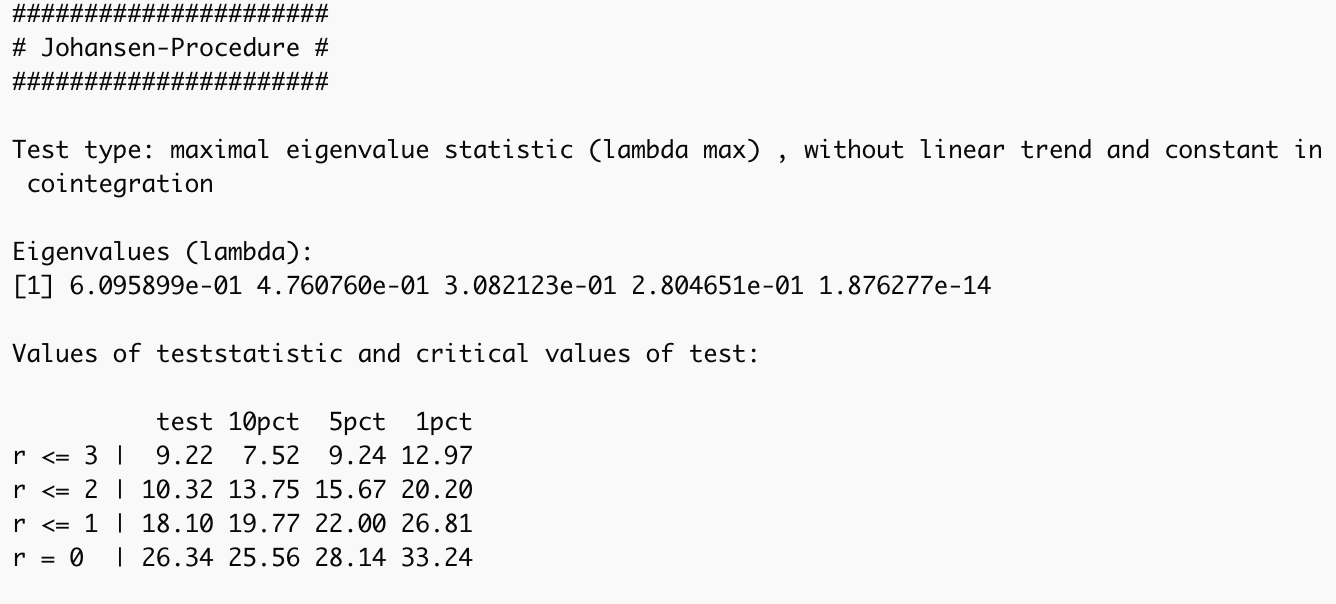 ######################
# Johansen-Procedure #
######################
Test type: maximal eigenvalue statistic (lambda max) , without linear trend and constant in
 cointegration
Eigenvalues (lambda):
[1] 6.095899e-01 4.760760e-01 3.082123e-01 2.804651e-01 1.876277e-14
Values of teststatistic and critical values of test:
          test 10pct  5pct  1pct
r <= 3 |  9.22  7.52  9.24 12.97
r <= 2 | 10.32 13.75 15.67 20.20
r <= 1 | 18.10 19.77 22.00 26.81
r = 0  | 26.34 25.56 28.14 33.24